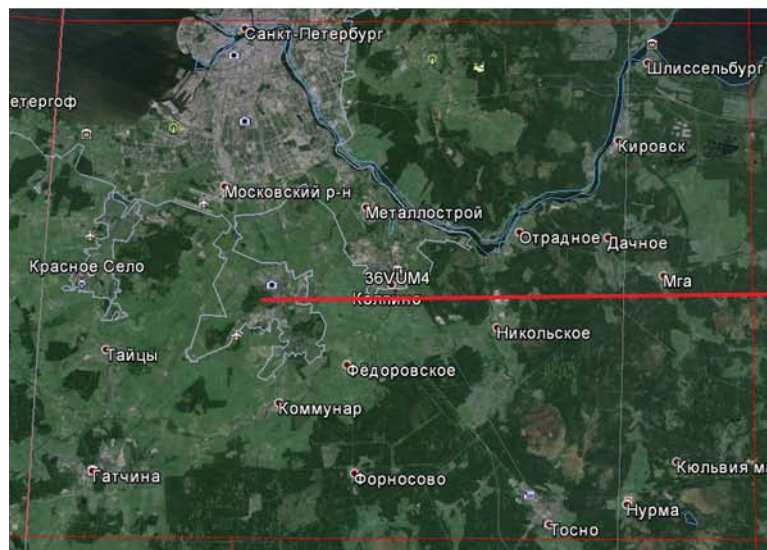 Санкт-Петербург
Шлиссельбург
етергоф
Кировск
Московский р-н
Металлострой
Отрадное
Дачное
Красное Село
36VUM4
Мга
Колпино
Никольское
Тайцы
Фёдоровское
Коммунар
Кюльвия ма
Гатчина
Форносово
Нурма
Тосно